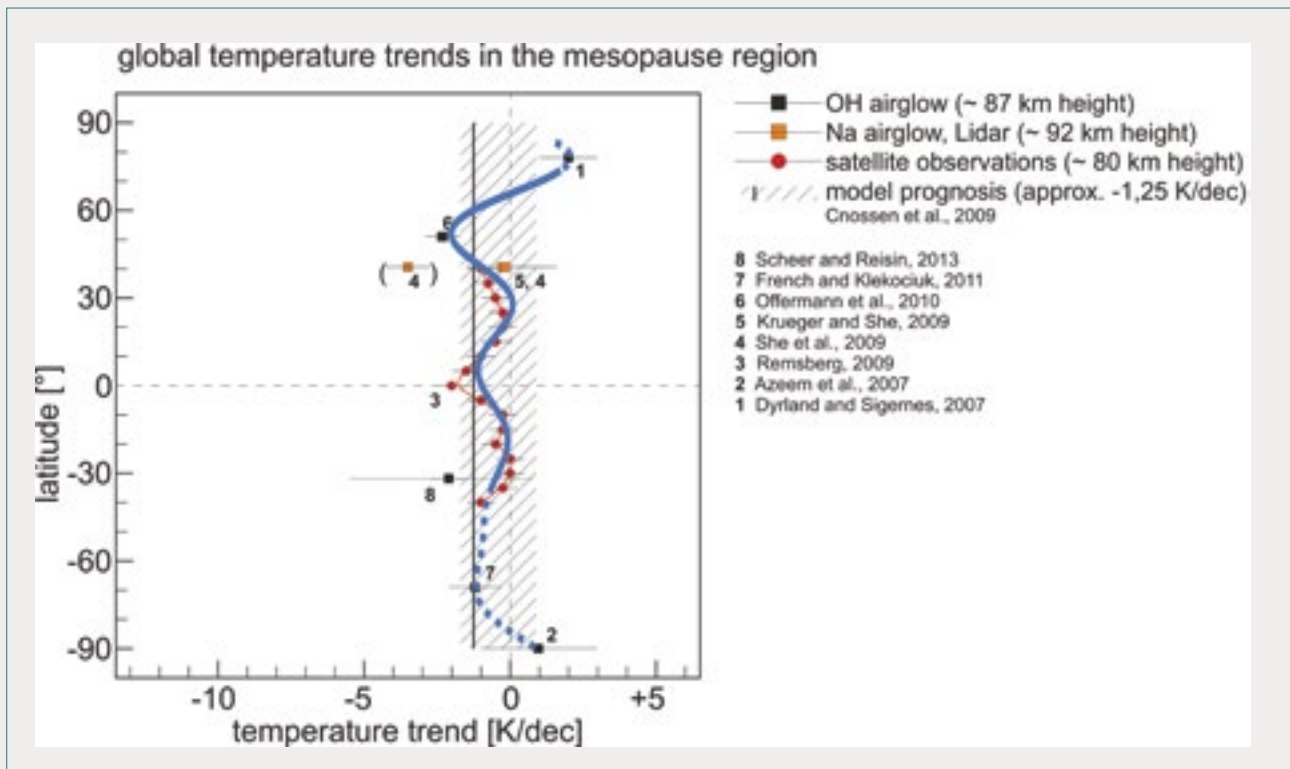 global temperature trends in the mesopause region
OH airglow (~ 87 km height)
Na airglow, Lidar (~ 92 km height)
satellite observations (~ 80 km height)
model prognosis (approx. -1,25 K/dec)
Cnossen et al., 2009
8 Scheer and Reisin, 2013
7 French and Klekociuk, 2011
6 Offermann et al., 2010
5 Krueger and She, 2009
4 She et al., 2009
3 Remsberg, 2009
2 Azeem et al., 2007
1 Dyrland and Sigernes, 2007
latitude [°]
90
60
30
0
-30
-60
-90
1
6
( 4 )
5, 4
3
8
7
2
-10 -5 0 +5
temperature trend [K/dec]